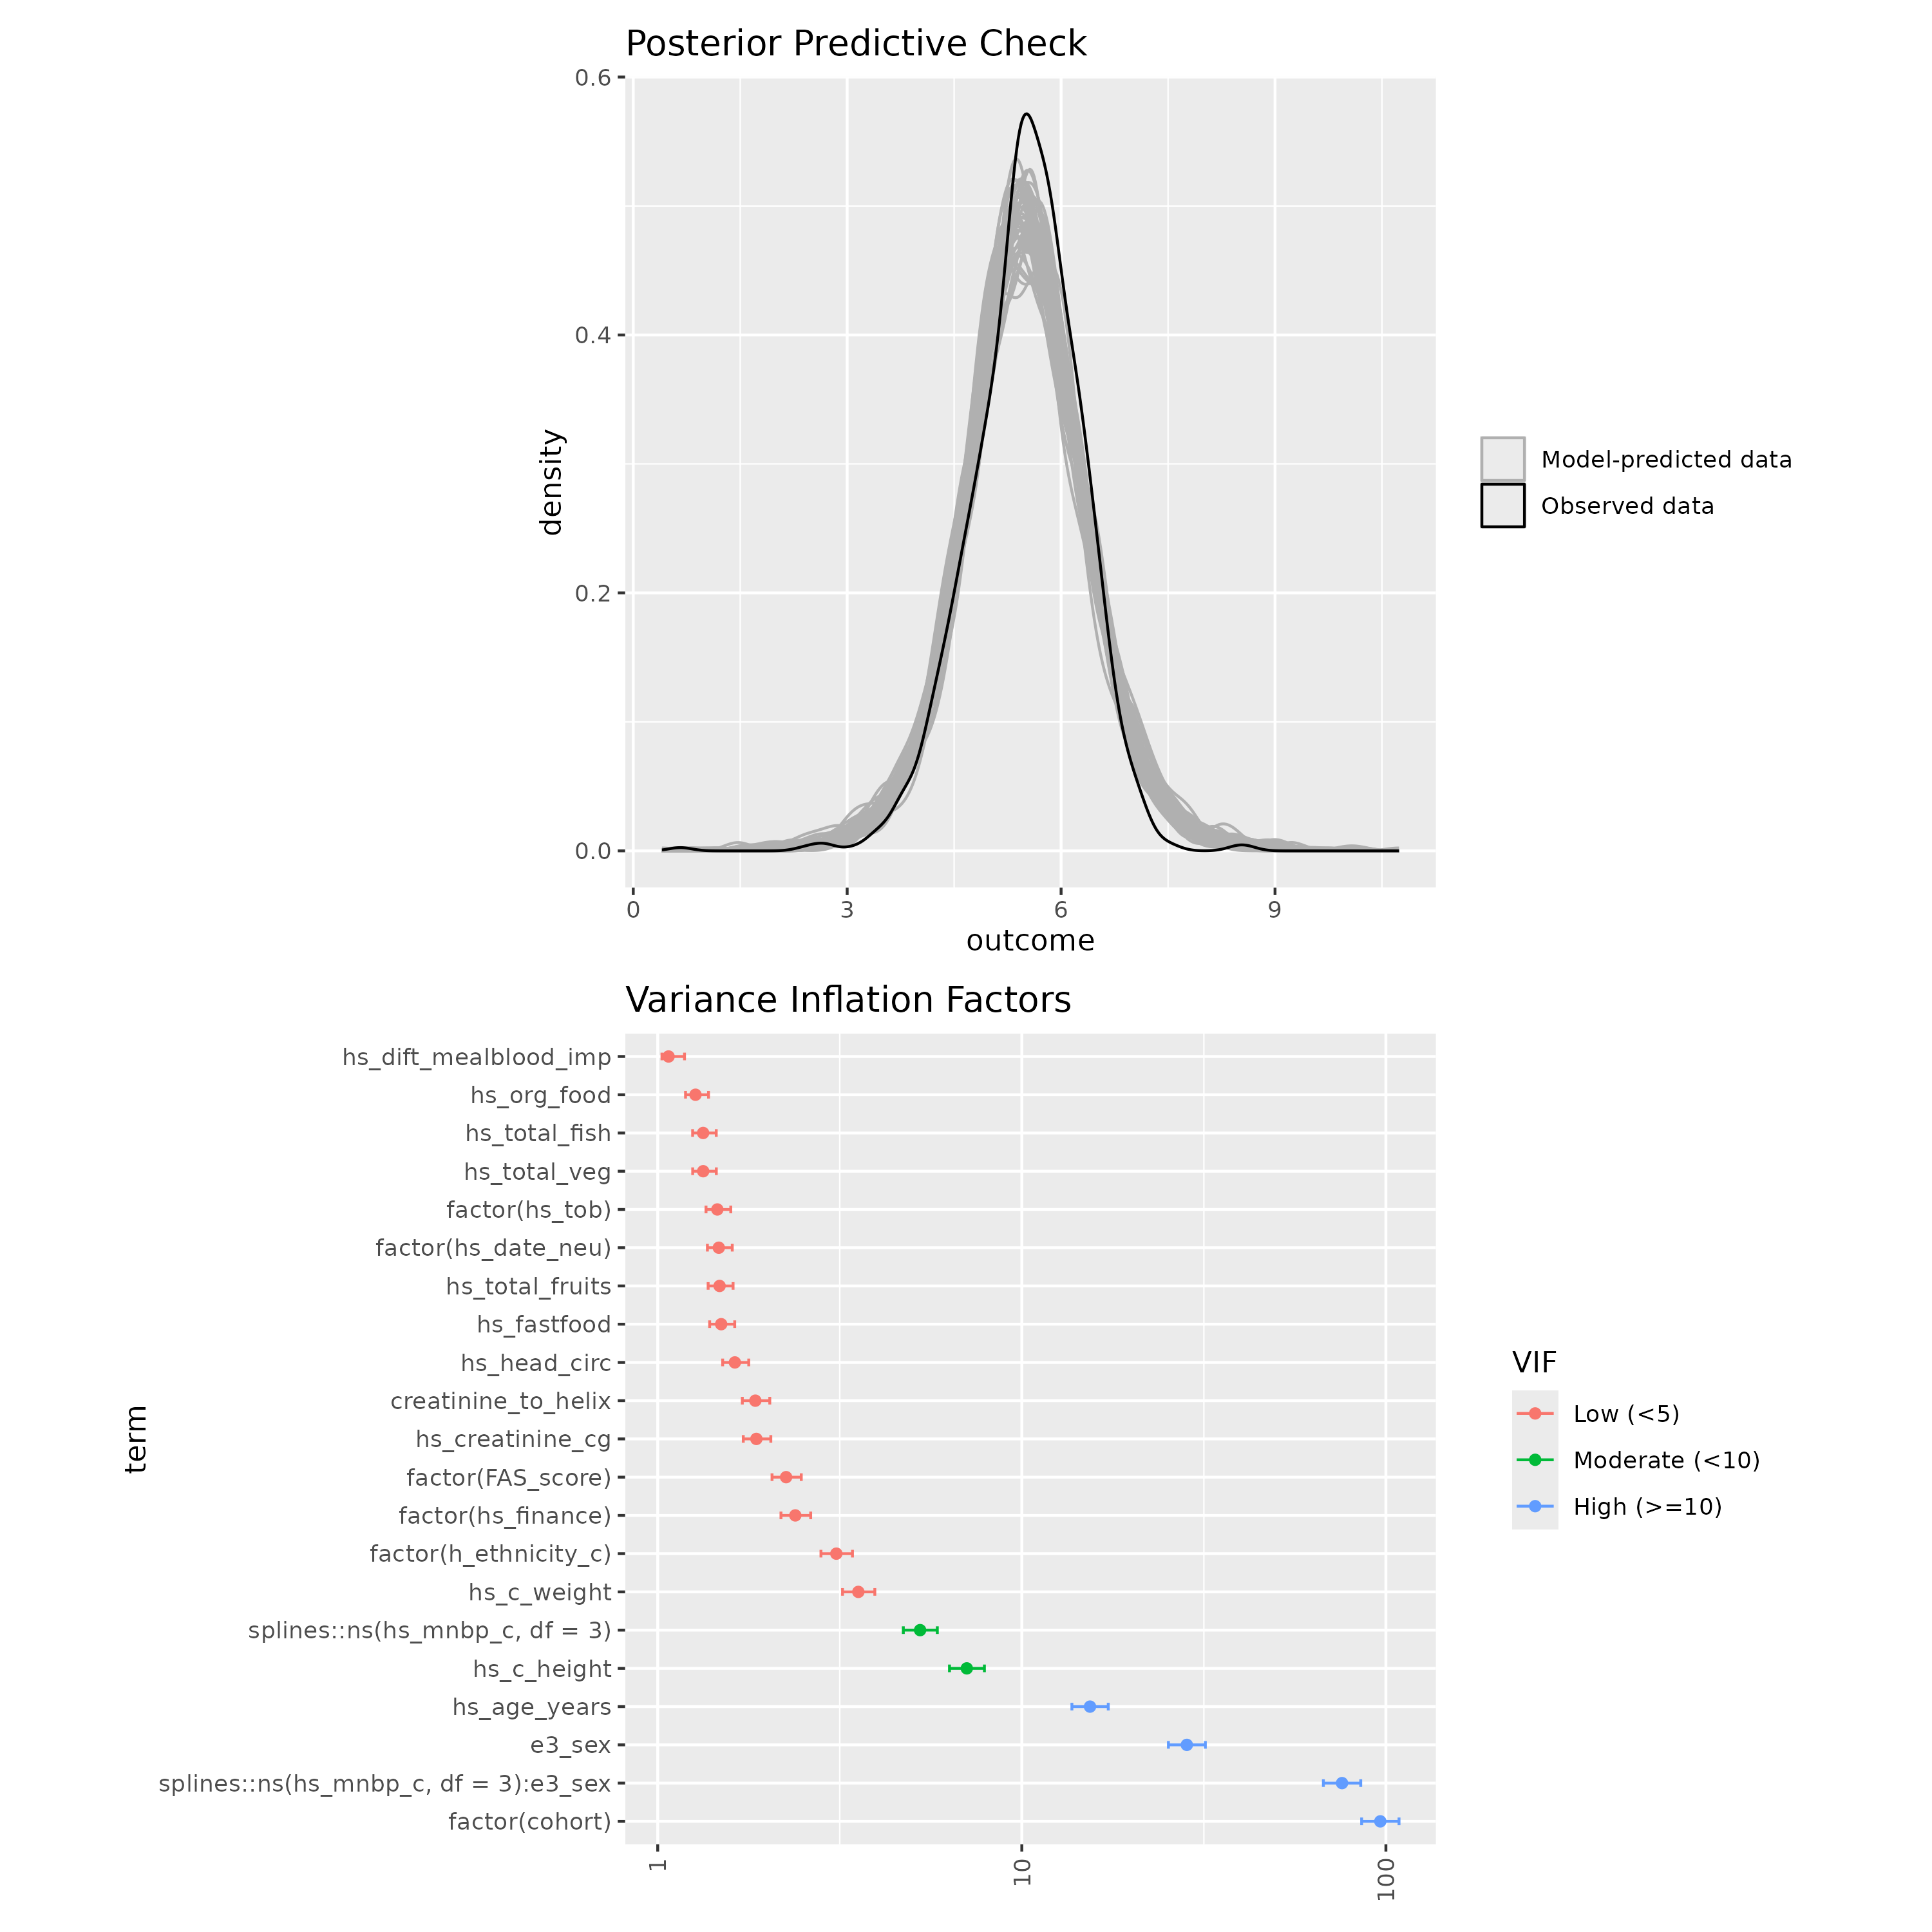 Posterior Predictive Check
0.6
0.4
0.2
0.0
density
0 3 6 9
outcome
Model-predicted data
Observed data
Variance Inflation Factors
term
hs_dift_mealblood_imp
hs_org_food
hs_total_fish
hs_total_veg
factor(hs_tob)
factor(hs_date_neu)
hs_total_fruits
hs_fastfood
hs_head_circ
creatinine_to_helix
hs_creatinine_cg
factor(FAS_score)
factor(hs_finance)
factor(h_ethnicity_c)
hs_c_weight
splines::ns(hs_mnbp_c, df = 3)
hs_c_height
hs_age_years
e3_sex
splines::ns(hs_mnbp_c, df = 3):e3_sex
factor(cohort)
1 10 100
VIF
Low (<5)
Moderate (<10)
High (>=10)